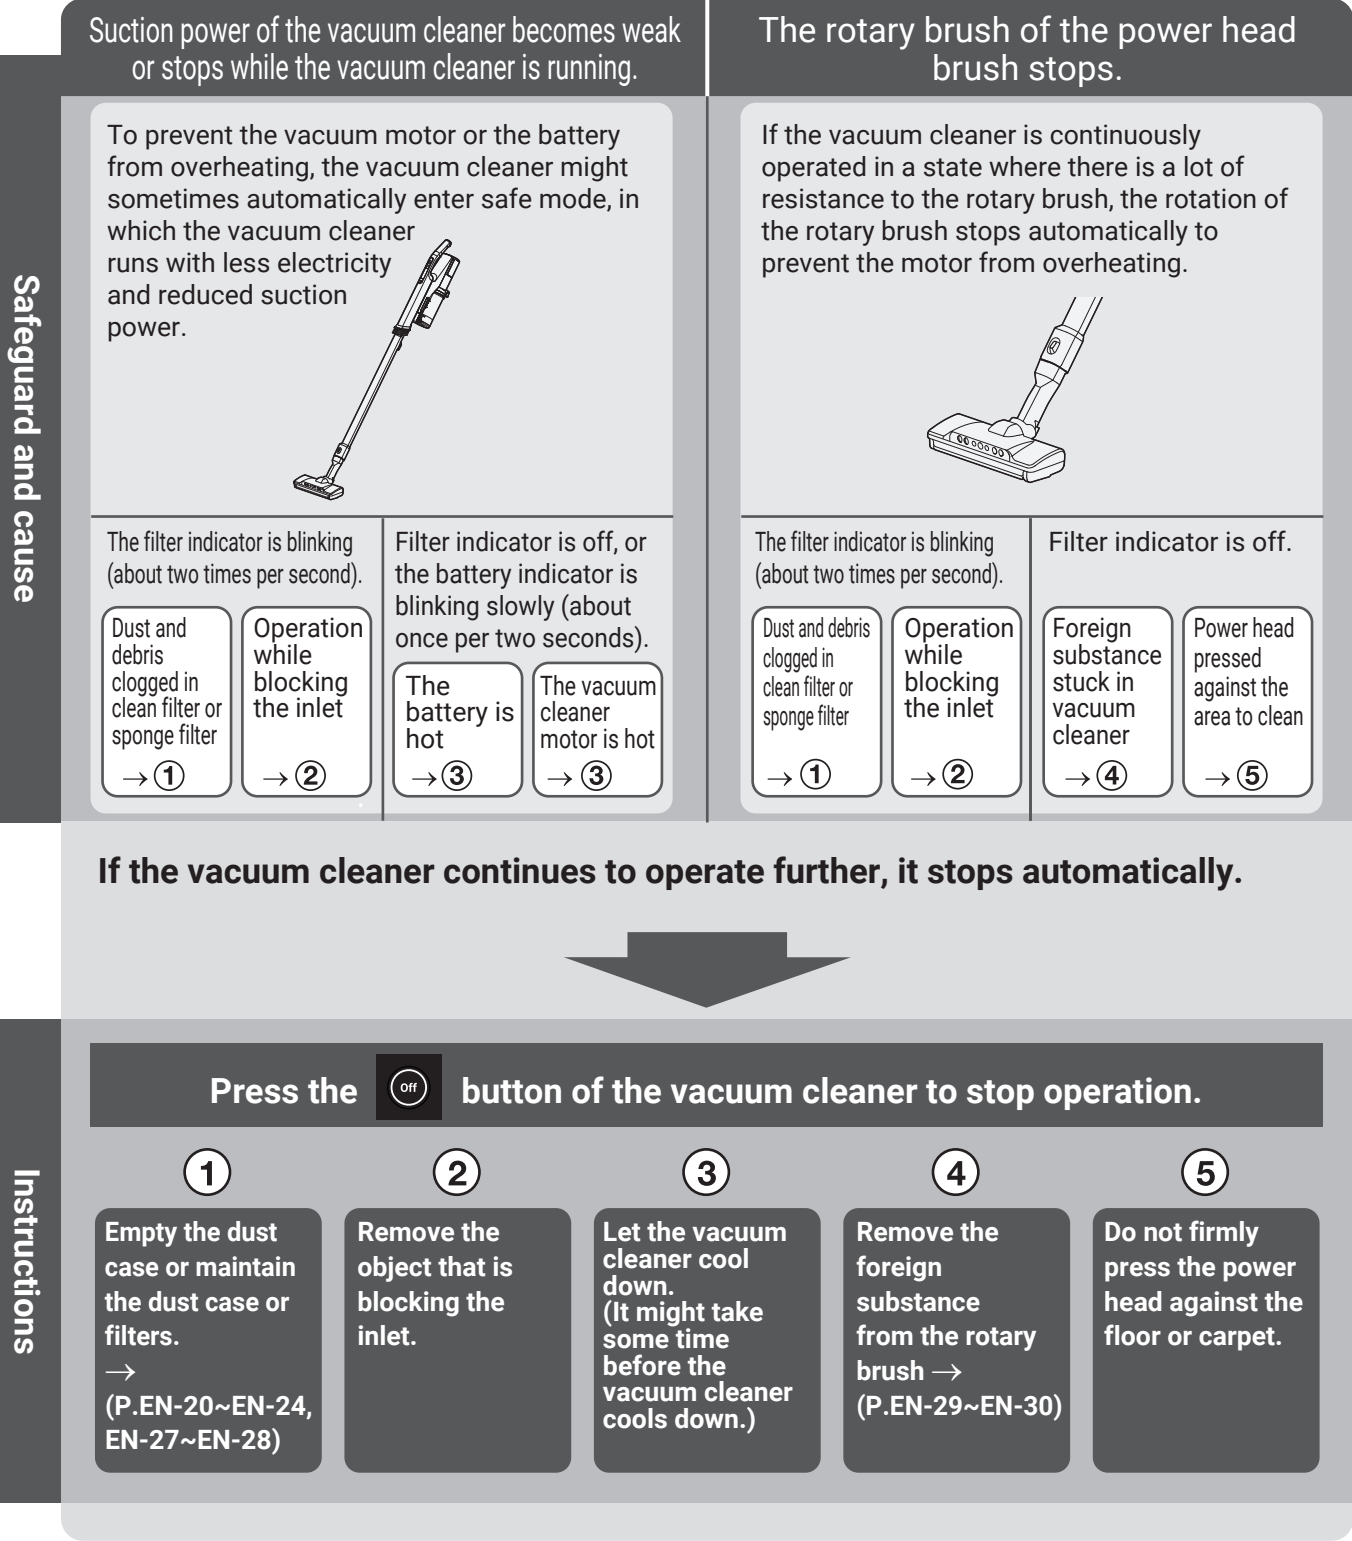 Suction power of the vacuum cleaner becomes weak
or stops while the vacuum cleaner is running.
The rotary brush of the power head
brush stops.
Safeguard and cause
To prevent the vacuum motor or the battery
from overheating, the vacuum cleaner might
sometimes automatically enter safe mode, in
which the vacuum cleaner
runs with less electricity
and reduced suction
power.
If the vacuum cleaner is continuously
operated in a state where there is a lot of
resistance to the rotary brush, the rotation of
the rotary brush stops automatically to
prevent the motor from overheating.
The filter indicator is blinking
(about two times per second).
Dust and
debris
clogged in
clean filter or
sponge filter
→ ①
Operation
while
blocking
the inlet
→ ②
Filter indicator is off, or
the battery indicator is
blinking slowly (about
once per two seconds).
The
battery is
hot
→ ③
The vacuum
cleaner
motor is hot
→ ③
The filter indicator is blinking
(about two times per second).
Dust and debris
clogged in
clean filter or
sponge filter
→ ①
Operation
while
blocking
the inlet
→ ②
Filter indicator is off.
Foreign
substance
stuck in
vacuum
cleaner
→ ④
Power head
pressed
against the
area to clean
→ ⑤
If the vacuum cleaner continues to operate further, it stops automatically.
Instructions
Press the Off button of the vacuum cleaner to stop operation.
①
Empty the dust
case or maintain
the dust case or
filters.
→
(P.EN-20~EN-24,
EN-27~EN-28)
②
Remove the
object that is
blocking the
inlet.
③
Let the vacuum
cleaner cool
down.
(It might take
some time
before the
vacuum cleaner
cools down.)
④
Remove the
foreign
substance
from the rotary
brush →
(P.EN-29~EN-30)
⑤
Do not firmly
press the power
head against the
floor or carpet.